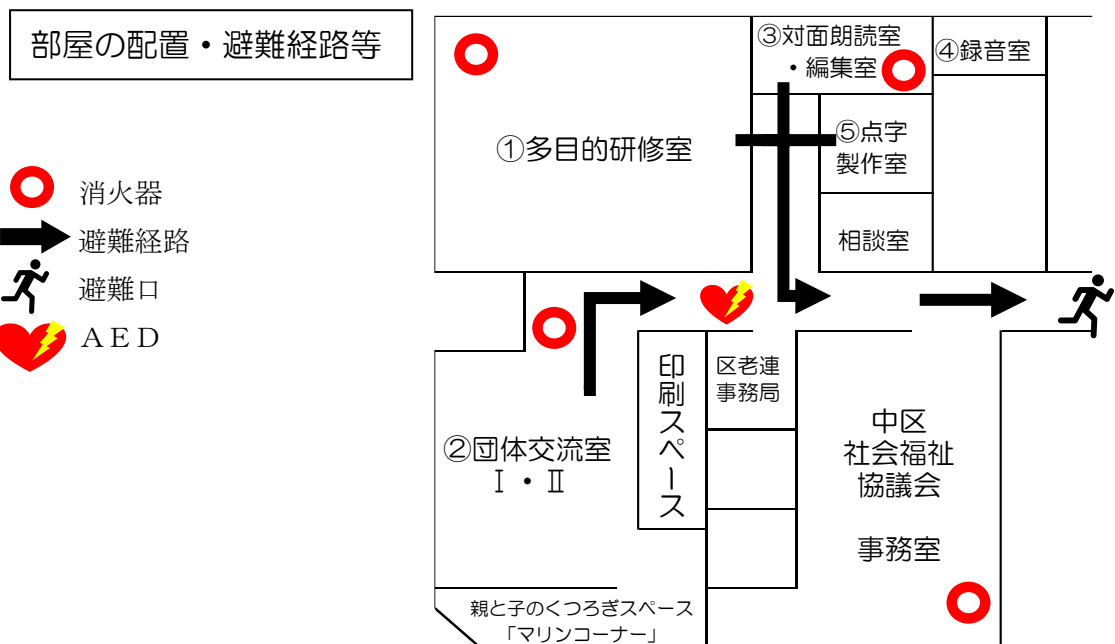 部屋の配置・避難経路等
消火器
避難経路
避難口
ＡＥＤ
①多目的研修室
③対面朗読室
・編集室
④録音室
⑤点字
製作室
相談室
②団体交流室
Ⅰ・Ⅱ
印刷スペース
区老連
事務局
中区
社会福祉
協議会
事務室
親と子のくつろぎスペース
「マリンコーナー」